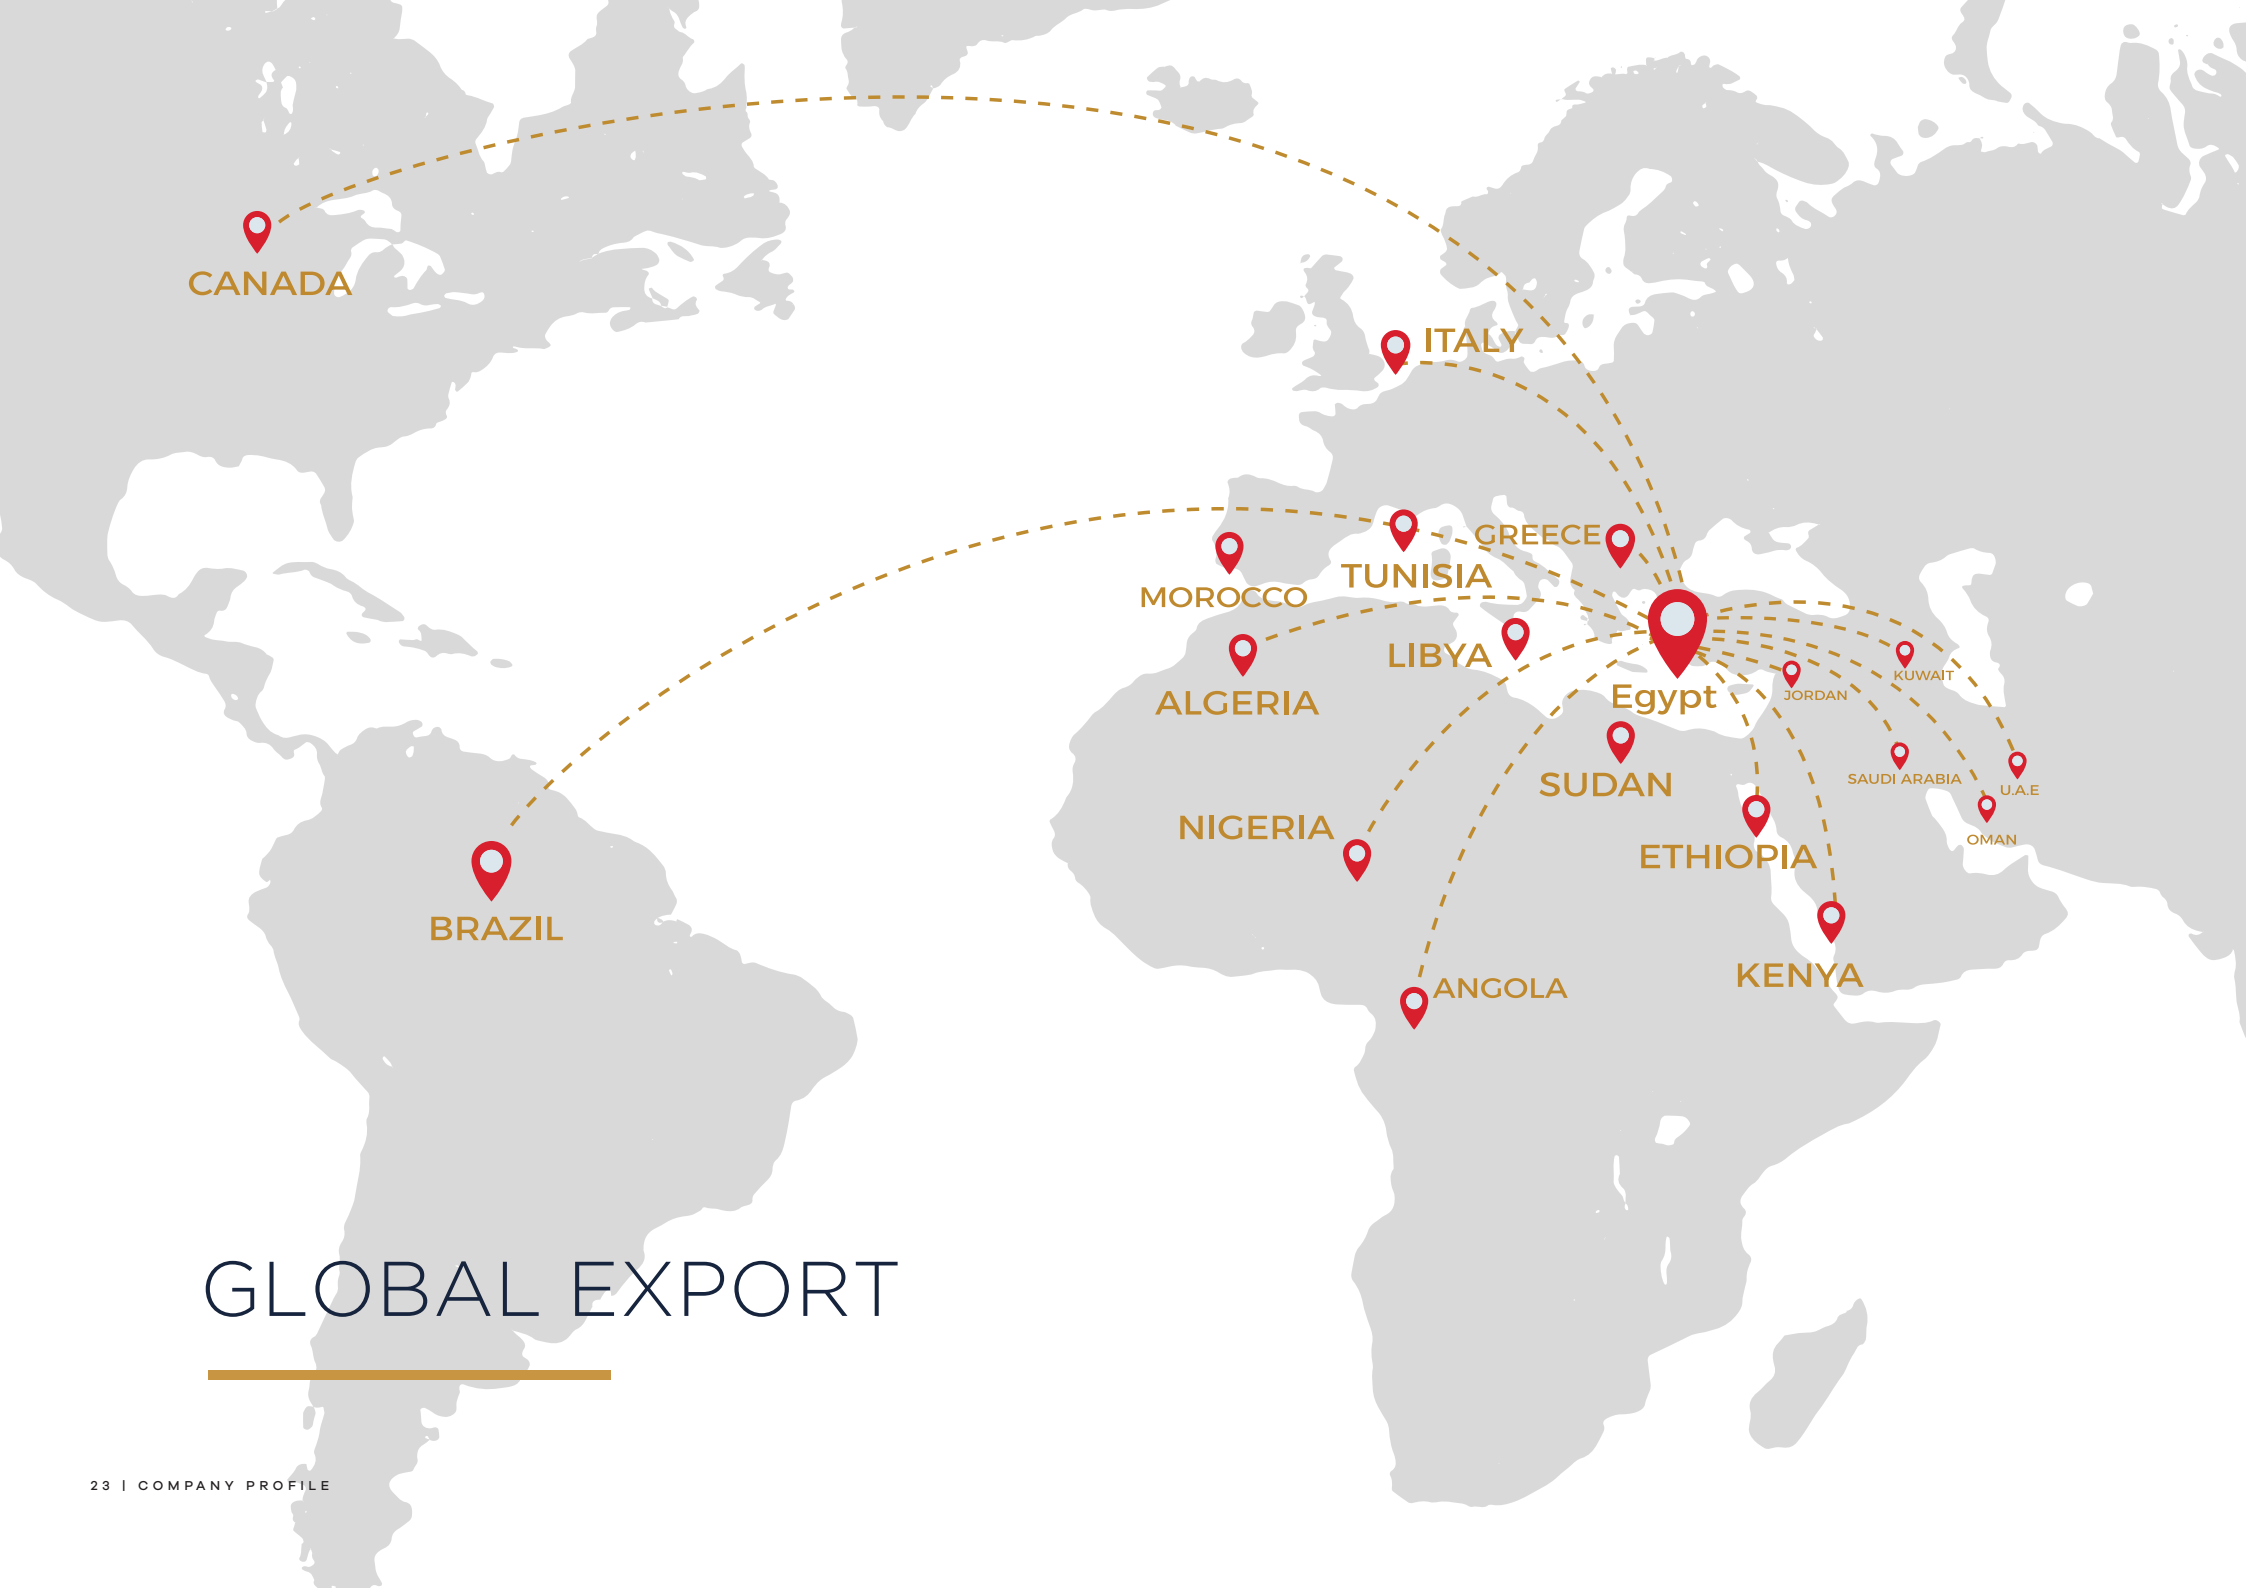 CANADA
ITALY
GREECE
TUNISIA
MOROCCO
LIBYA
ALGERIA
Egypt
KUWAIT
JORDAN
SUDAN
SAUDI ARABIA
U.A.E
NIGERIA
OMAN
ETHIOPIA
BRAZIL
KENYA
ANGOLA
GLOBAL EXPORT
23 | COMPANY PROFILE